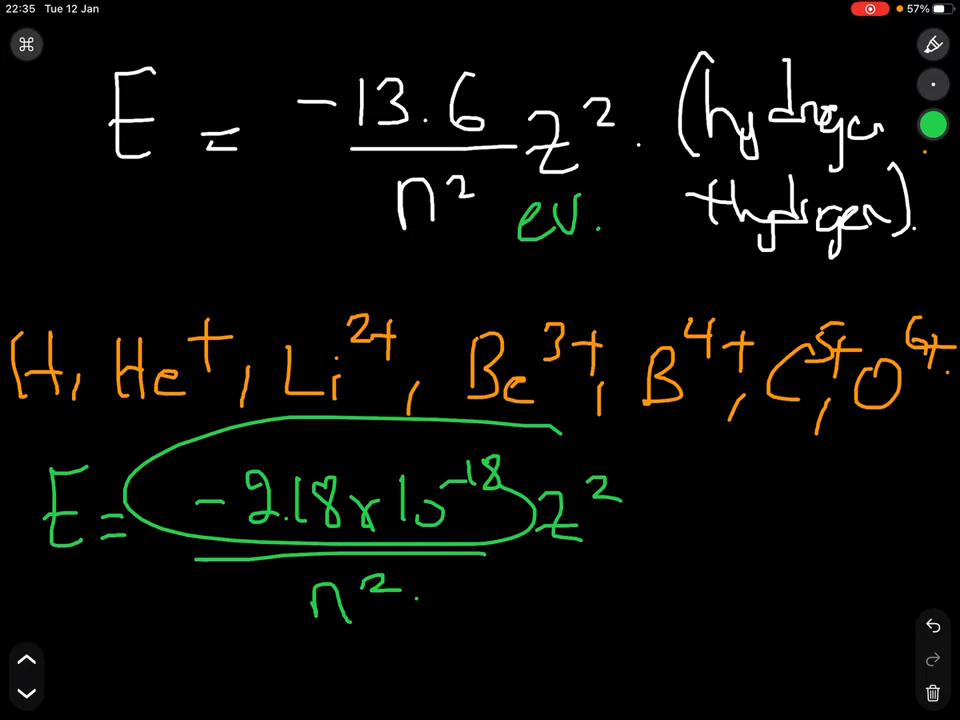 22:35 Tue 12 Jan 57%
E = -13.6/n² Z². (hydrogen
eV. +hydrogen).
H, He⁺, Li²⁺, Be³⁺, B⁴⁺, C⁵⁺, O⁶⁺.
E = -2.18x10⁻¹⁸/n² Z²